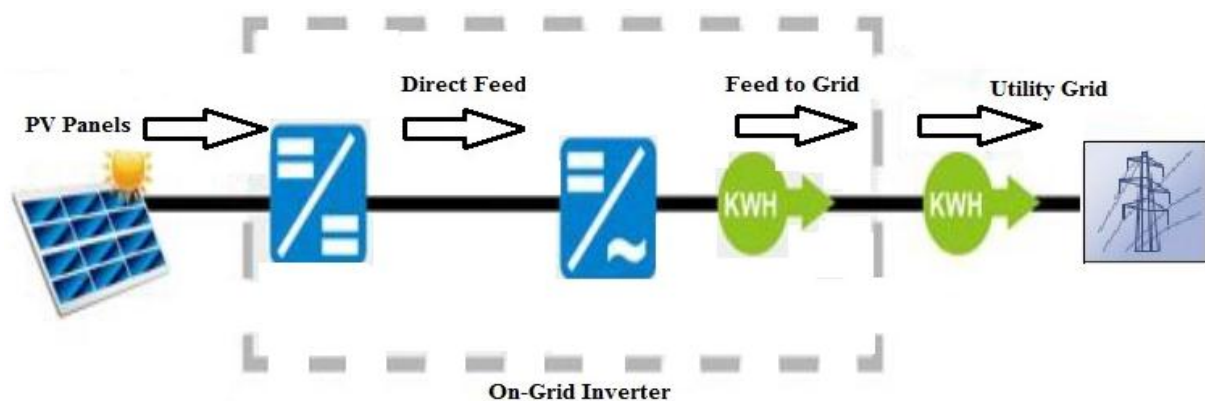 Direct Feed
Feed to Grid
Utility Grid
PV Panels
KWH
KWH
On-Grid Inverter